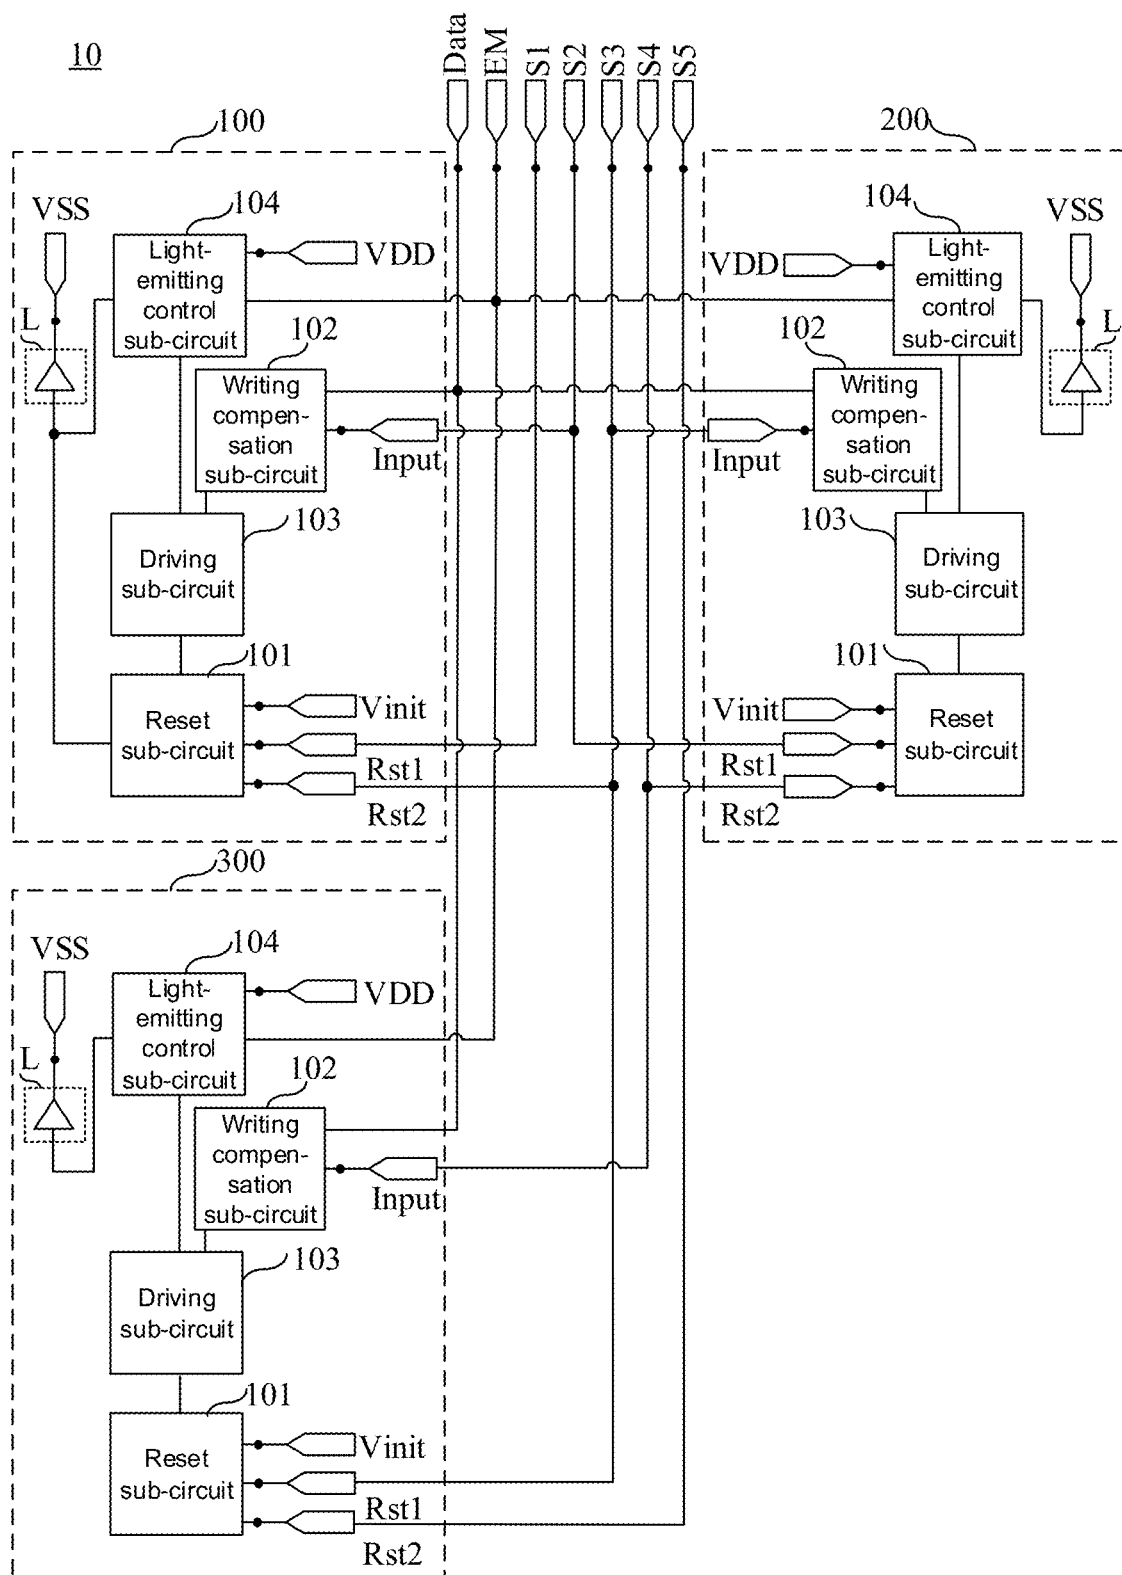 10
Data
EM
S1
S2
S3
S4
S5
100
VSS
104
Light-
emitting
control
sub-circuit
VDD
L
102
Writing
compen-
sation
sub-circuit
Input
103
Driving
sub-circuit
101
Reset
sub-circuit
Vinit
Rst1
Rst2
200
104
VSS
VDD
Light-
emitting
control
sub-circuit
L
102
Writing
compen-
sation
sub-circuit
Input
103
Driving
sub-circuit
101
Vinit
Reset
sub-circuit
Rst1
Rst2
300
VSS
104
Light-
emitting
control
sub-circuit
VDD
L
102
Writing
compen-
sation
sub-circuit
Input
103
Driving
sub-circuit
101
Reset
sub-circuit
Vinit
Rst1
Rst2